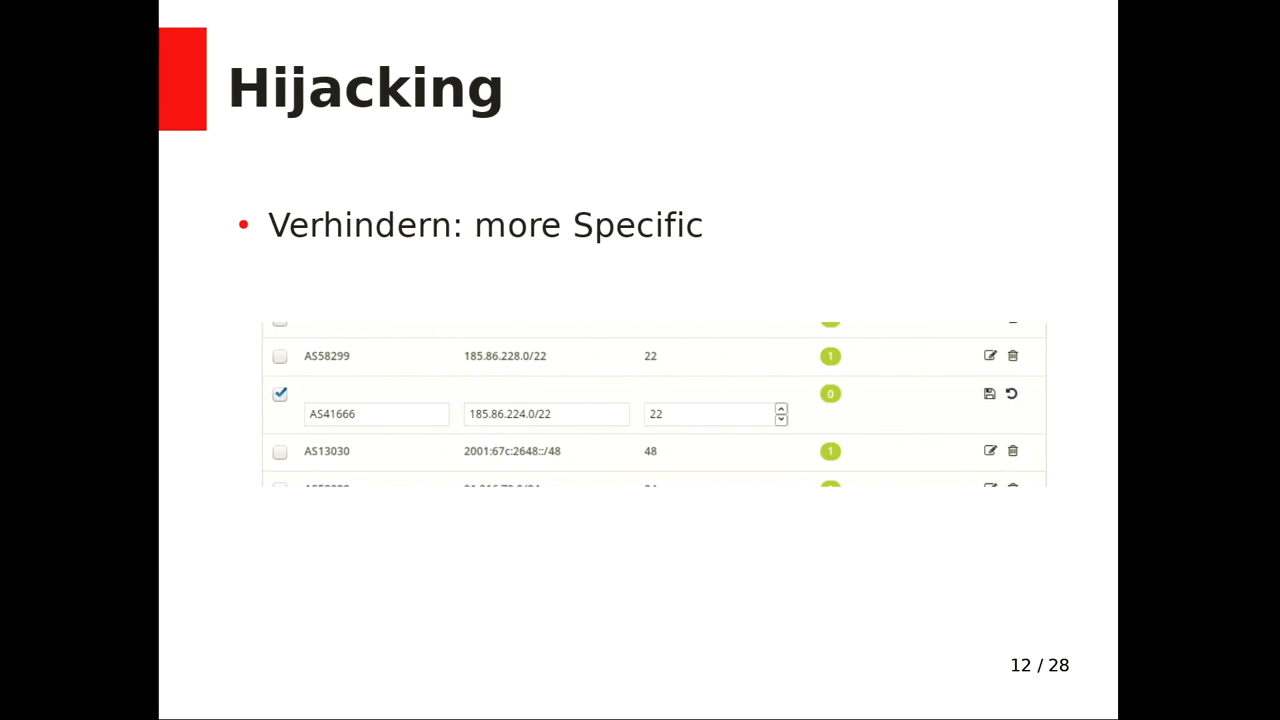 Hijacking
• Verhindern: more Specific
AS58299 185.86.228.0/22 22 1
0
AS41666 185.86.224.0/22 22
AS13030 2001:67c:2648::/48 48 1
12 / 28